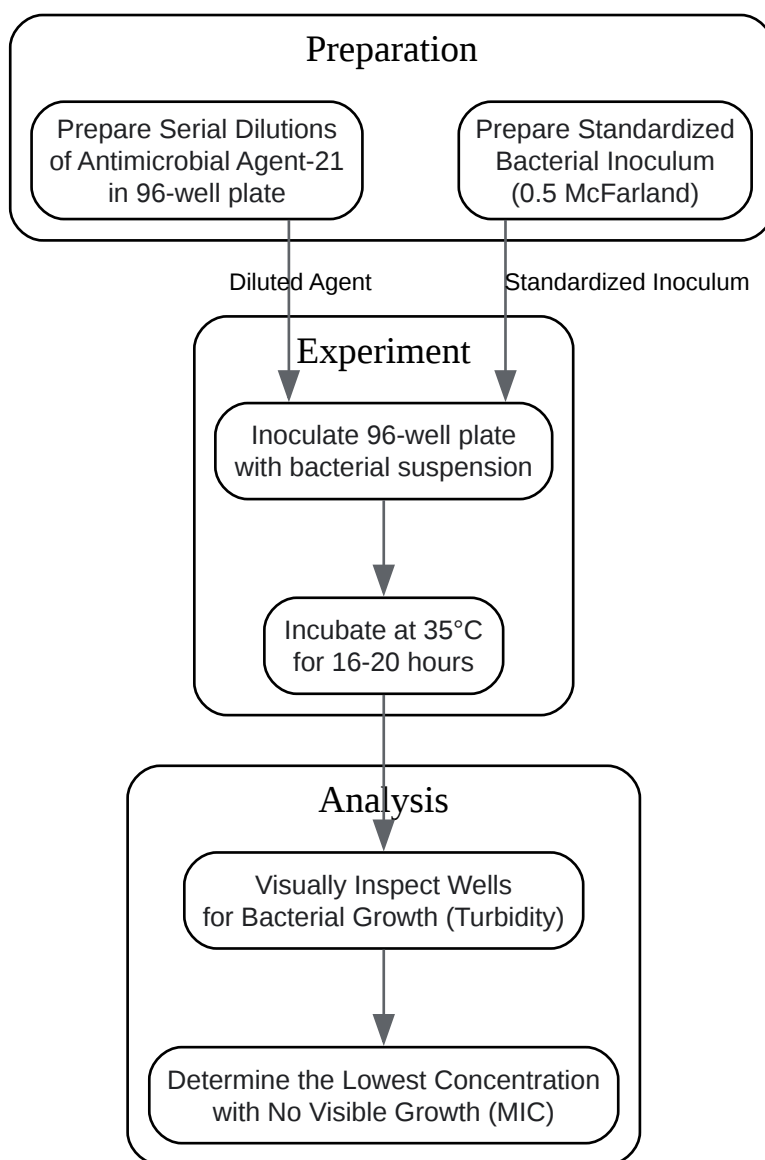 Preparation
Prepare Serial Dilutions
of Antimicrobial Agent-21
in 96-well plate
Prepare Standardized
Bacterial Inoculum
(0.5 McFarland)
Diluted Agent
Standardized Inoculum
Experiment
Inoculate 96-well plate
with bacterial suspension
Incubate at 35°C
for 16-20 hours
Analysis
Visually Inspect Wells
for Bacterial Growth (Turbidity)
Determine the Lowest Concentration
with No Visible Growth (MIC)